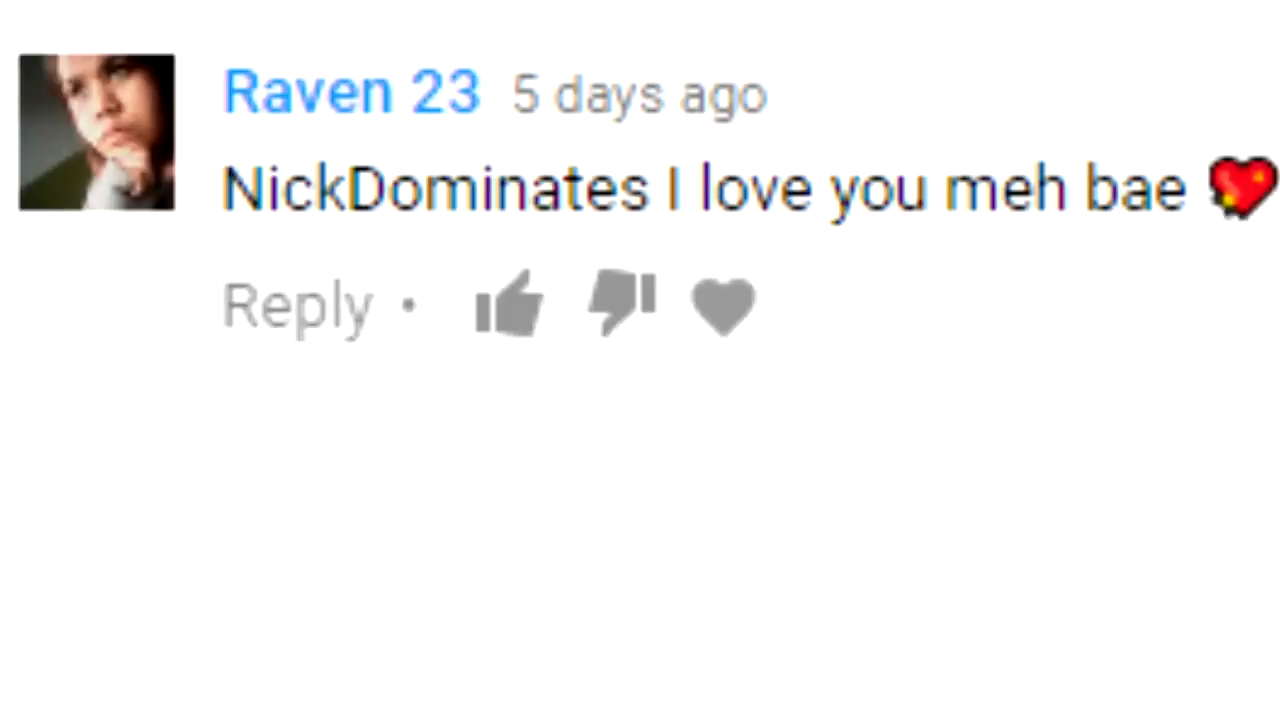 Raven 23 5 days ago
NickDominates I love you meh bae 💖
Reply •